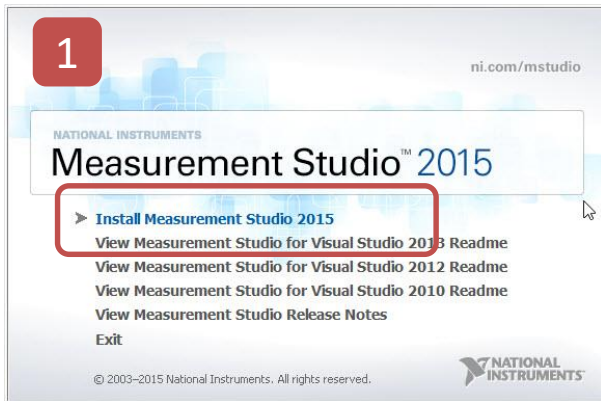 1
ni.com/mstudio
NATIONAL INSTRUMENTS
Measurement Studio™ 2015
Install Measurement Studio 2015
View Measurement Studio for Visual Studio 2013 Readme
View Measurement Studio for Visual Studio 2012 Readme
View Measurement Studio for Visual Studio 2010 Readme
View Measurement Studio Release Notes
Exit
© 2003–2015 National Instruments. All rights reserved.
NATIONAL
INSTRUMENTS